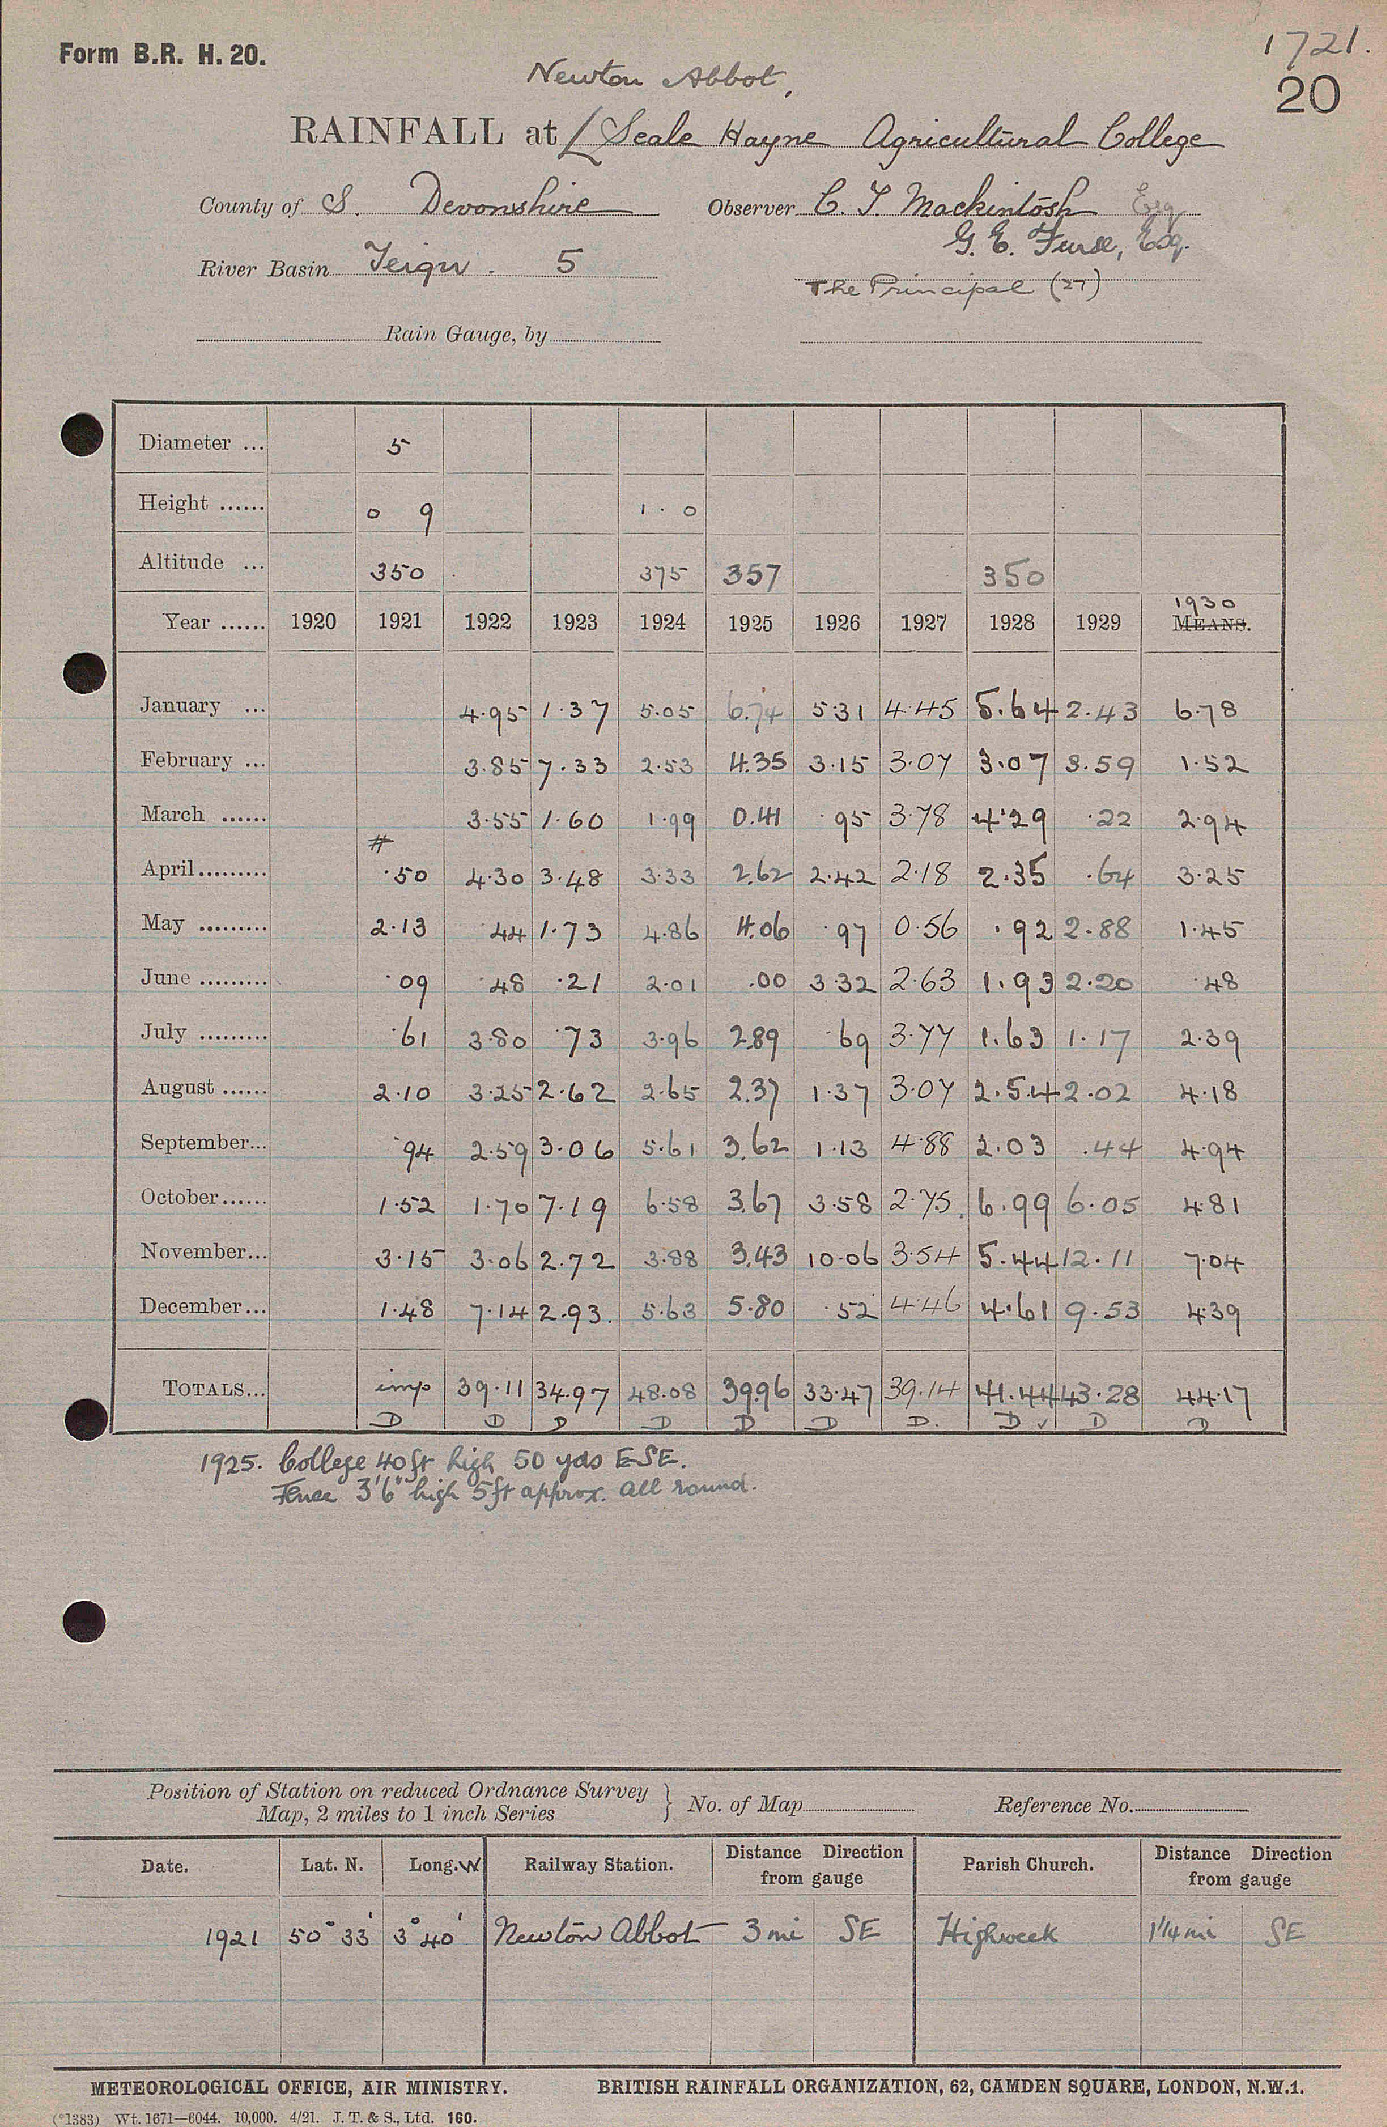 Form B.R. H. 20.
1721.
20
Newton Abbot,
RAINFALL at Seale Hayne Agricultural College
County of S. Devonshire Observer C. T. Mackintosh Esq
G. E. Furse, Esq.
River Basin Teign. 5
The Principal (27)
Rain Gauge, by
Diameter ... 5
Height ...... 0 9 1 . 0
Altitude ... 350 375 357 350
1930
Year ...... 1920 1921 1922 1923 1924 1925 1926 1927 1928 1929 MEANS.
January ... 4.95 1.37 5.05 6.74 5.31 4.45 5.64 2.43 6.78
February ... 3.85 7.33 2.53 4.35 3.15 3.07 3.07 3.59 1.52
March ...... 3.55 1.60 1.99 0.41 .95 3.78 4.29 .22 2.94
#
April......... .50 4.30 3.48 3.33 2.62 2.42 2.18 2.35 .64 3.25
May ......... 2.13 .44 1.73 4.86 4.06 .97 0.56 .92 2.88 1.45
June ......... .09 .48 .21 2.01 .00 3.32 2.63 1.93 2.20 .48
July ......... .61 3.80 .73 3.96 2.89 .69 3.77 1.63 1.17 2.39
August ...... 2.10 3.25 2.62 2.65 2.37 1.37 3.07 2.54 2.02 4.18
September... .94 2.59 3.06 5.61 3.62 1.13 4.88 2.03 .44 4.94
October...... 1.52 1.70 7.19 6.58 3.67 3.58 2.75 6.99 6.05 4.81
November... 3.15 3.06 2.72 3.88 3.43 10.06 3.54 5.44 12.11 7.04
December... 1.48 7.14 2.93. 5.63 5.80 .52 4.46 4.61 9.53 4.39
TOTALS... imp 39.11 34.97 48.08 39.96 33.47 39.14 41.44 43.28 44.17
D D D D D D D. D ✓ D D
1925. College 40ft high 50 yds ESE.
Fence 3'6" high 5ft approx. all round.
Position of Station on reduced Ordnance Survey
Map, 2 miles to 1 inch Series } No. of Map Reference No.
Date. Lat. N. Long. W Railway Station. Distance Direction from gauge Parish Church. Distance Direction from gauge
1921 50° 33' 3° 40' Newton Abbot 3 mi SE Highweek 1¼ mi SE
METEOROLOGICAL OFFICE, AIR MINISTRY. BRITISH RAINFALL ORGANIZATION, 62, CAMDEN SQUARE, LONDON, N.W.1.
(*1383) Wt. 1671—6044. 10,000. 4/21. J. T. & S., Ltd. 160.